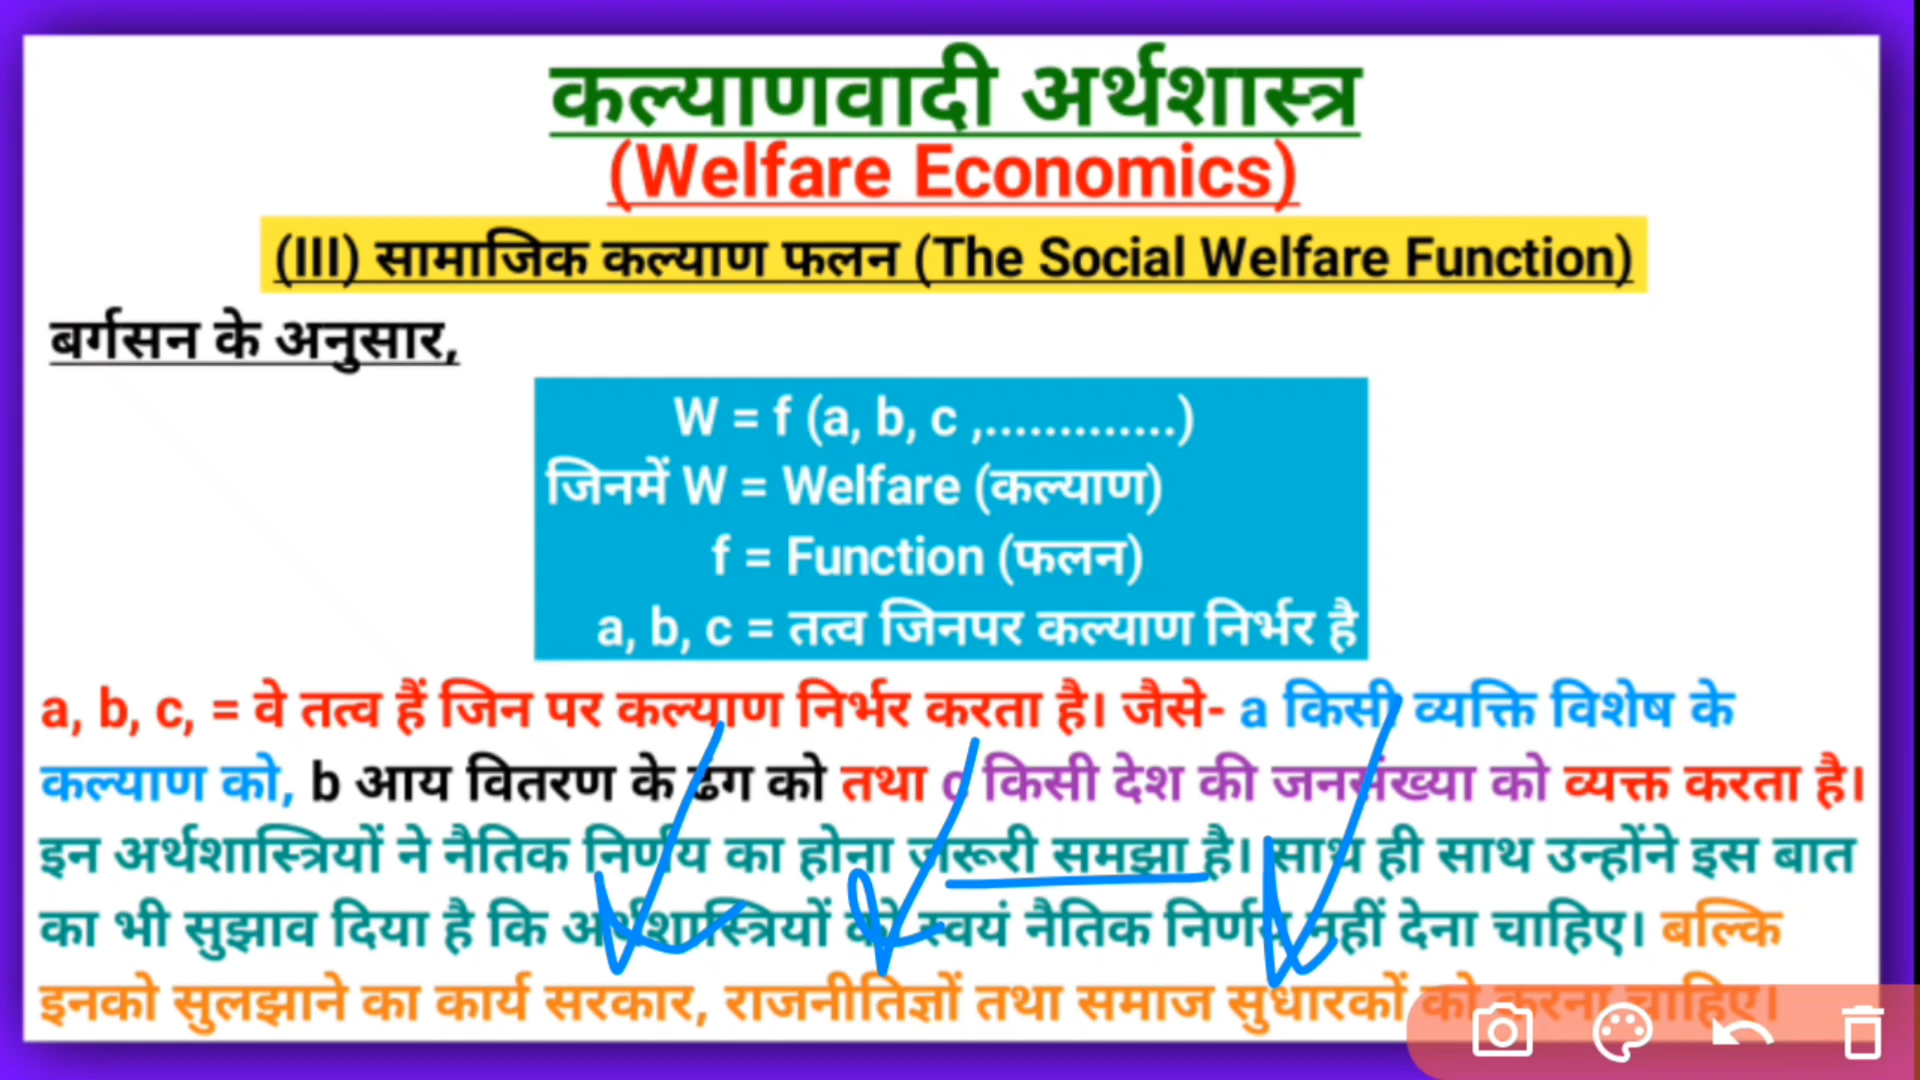 कल्याणवादी अर्थशास्त्र
(Welfare Economics)
(III) सामाजिक कल्याण फलन (The Social Welfare Function)
बर्गसन के अनुसार,
W = f (a, b, c ,.............)
जिनमें W = Welfare (कल्याण)
f = Function (फलन)
a, b, c = तत्व जिनपर कल्याण निर्भर है
a, b, c, = वे तत्व हैं जिन पर कल्याण निर्भर करता है। जैसे- a किसी व्यक्ति विशेष के
कल्याण को, b आय वितरण के ढंग को तथा c किसी देश की जनसंख्या को व्यक्त करता है।
इन अर्थशास्त्रियों ने नैतिक निर्णय का होना जरूरी समझा है। साथ ही साथ उन्होंने इस बात
का भी सुझाव दिया है कि अर्थशास्त्रियों को स्वयं नैतिक निर्णय नहीं देना चाहिए। बल्कि
इनको सुलझाने का कार्य सरकार, राजनीतिज्ञों तथा समाज सुधारकों को करना चाहिए।